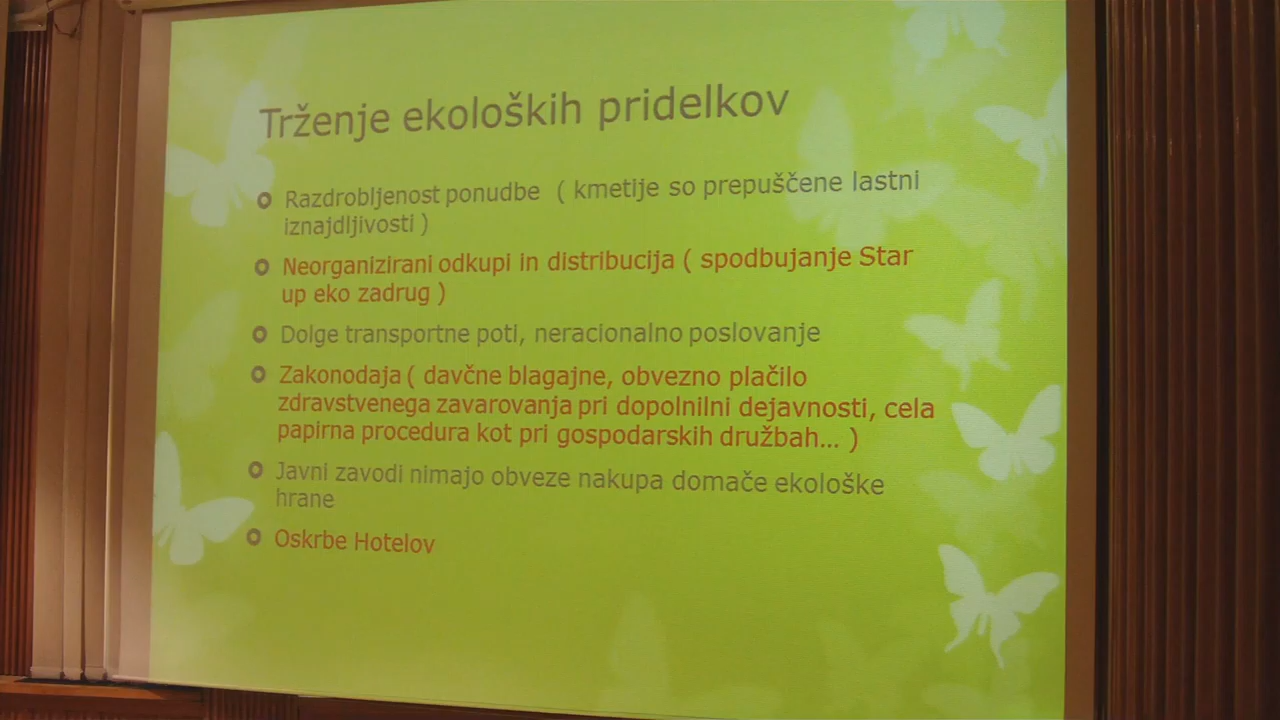 Trženje ekoloških pridelkov
Razdrobljenost ponudbe ( kmetije so prepuščene lastni
iznajdljivosti )
Neorganizirani odkupi in distribucija ( spodbujanje Star
up eko zadrug )
Dolge transportne poti, neracionalno poslovanje
Zakonodaja ( davčne blagajne, obvezno plačilo
zdravstvenega zavarovanja pri dopolnilni dejavnosti, cela
papirna procedura kot pri gospodarskih družbah... )
Javni zavodi nimajo obveze nakupa domače ekološke
hrane
Oskrbe Hotelov